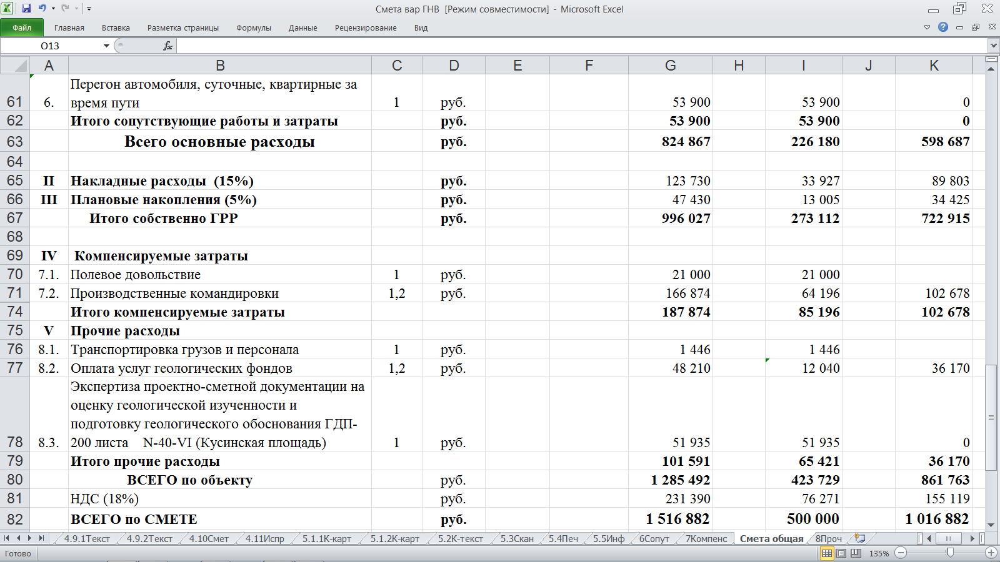 Смета вар ГНВ [Режим совместимости] - Microsoft Excel
Файл Главная Вставка Разметка страницы Формулы Данные Рецензирование Вид
O13 fx
A B C D E F G H I J K
Перегон автомобиля, суточные, квартирные за
61 6. время пути 1 руб. 53 900 53 900 0
62 Итого сопутствующие работы и затраты руб. 53 900 53 900 0
63 Всего основные расходы руб. 824 867 226 180 598 687
64
65 II Накладные расходы (15%) руб. 123 730 33 927 89 803
66 III Плановые накопления (5%) руб. 47 430 13 005 34 425
67 Итого собственно ГРР руб. 996 027 273 112 722 915
68
69 IV Компенсируемые затраты
70 7.1. Полевое довольствие 1 руб. 21 000 21 000
71 7.2. Производственные командировки 1,2 руб. 166 874 64 196 102 678
74 Итого компенсируемые затраты 187 874 85 196 102 678
75 V Прочие расходы
76 8.1. Транспортировка грузов и персонала 1 руб. 1 446 1 446
77 8.2. Оплата услуг геологических фондов 1,2 руб. 48 210 12 040 36 170
Экспертиза проектно-сметной документации на
оценку геологической изученности и
подготовку геологического обоснования ГДП-
78 8.3. 200 листа N-40-VI (Кусинская площадь) 1 руб. 51 935 51 935 0
79 Итого прочие расходы 101 591 65 421 36 170
80 ВСЕГО по объекту руб. 1 285 492 423 729 861 763
81 НДС (18%) руб. 231 390 76 271 155 119
82 ВСЕГО по СМЕТЕ руб. 1 516 882 500 000 1 016 882
4.9.1Текст 4.9.2Текст 4.10Смет 4.11Испр 5.1.1К-карт 5.1.2К-карт 5.2К-текст 5.3Скан 5.4Печ 5.5Инф 6Сопут 7Компенс Смета общая 8Проч
Готово 135%